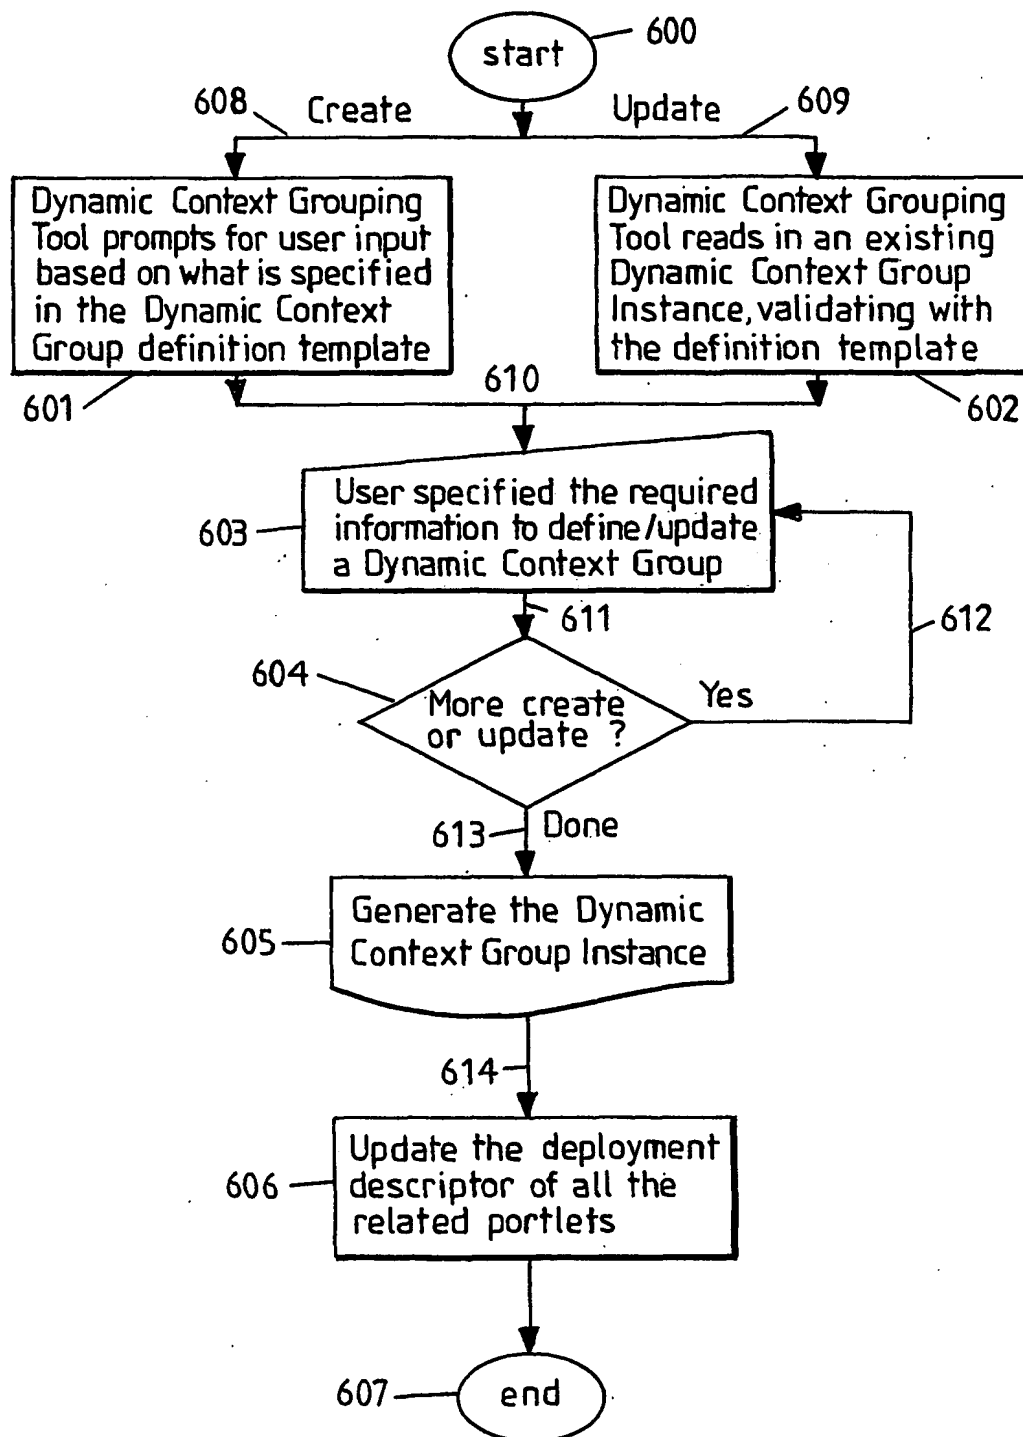 start
600
608
Create
Update
609
Dynamic Context Grouping
Tool prompts for user input
based on what is specified
in the Dynamic Context
Group definition template
Dynamic Context Grouping
Tool reads in an existing
Dynamic Context Group
Instance, validating with
the definition template
601
610
602
603
User specified the required
information to define/update
a Dynamic Context Group
611
612
604
More create
or update ?
Yes
613
Done
605
Generate the Dynamic
Context Group Instance
614
606
Update the deployment
descriptor of all the
related portlets
607
end